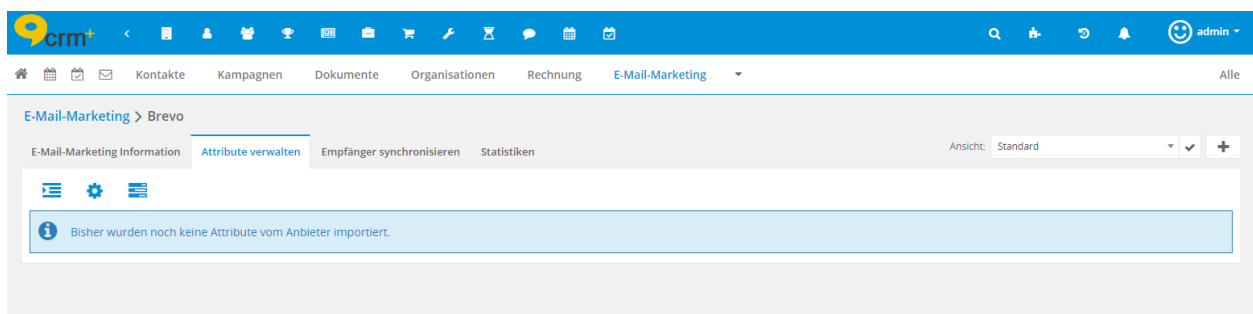 9crm+ admin
Kontakte Kampagnen Dokumente Organisationen Rechnung E-Mail-Marketing Alle
E-Mail-Marketing > Brevo
E-Mail-Marketing Information Attribute verwalten Empfänger synchronisieren Statistiken Ansicht: Standard
Bisher wurden noch keine Attribute vom Anbieter importiert.